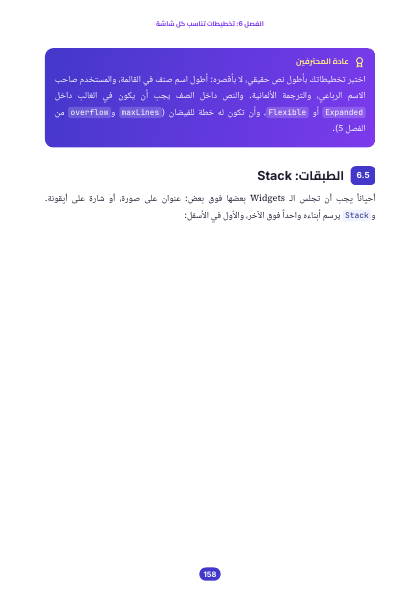 الفصل 6: تخطيطات تناسب كل شاشة
عادة المحترفين
اختبر تخطيطاتك بأطول نص حقيقي، لا بأقصره: أطول اسم صنف في القائمة، والمستخدم صاحب
الاسم الرباعي، والترجمة الألمانية. والنص داخل الصف يجب أن يكون في الغالب داخل
Expanded أو Flexible، وأن تكون له خطة للفيضان (maxLines وoverflow من
الفصل 5).
6.5 الطبقات: Stack
أحياناً يجب أن تجلس الـ Widgets بعضها فوق بعض: عنوان على صورة، أو شارة على أيقونة.
وStack يرسم أبناءه واحداً فوق الآخر، والأول في الأسفل:
158